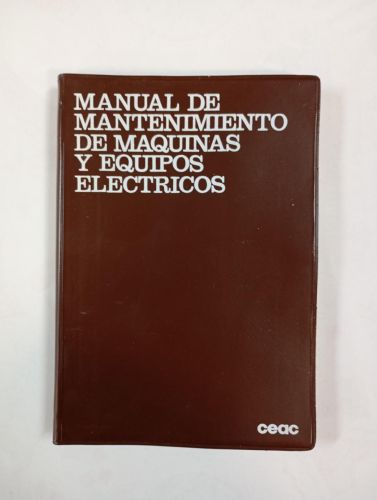 MANUAL DE
MANTENIMIENTO
DE MAQUINAS
Y EQUIPOS
ELECTRICOS
ceac